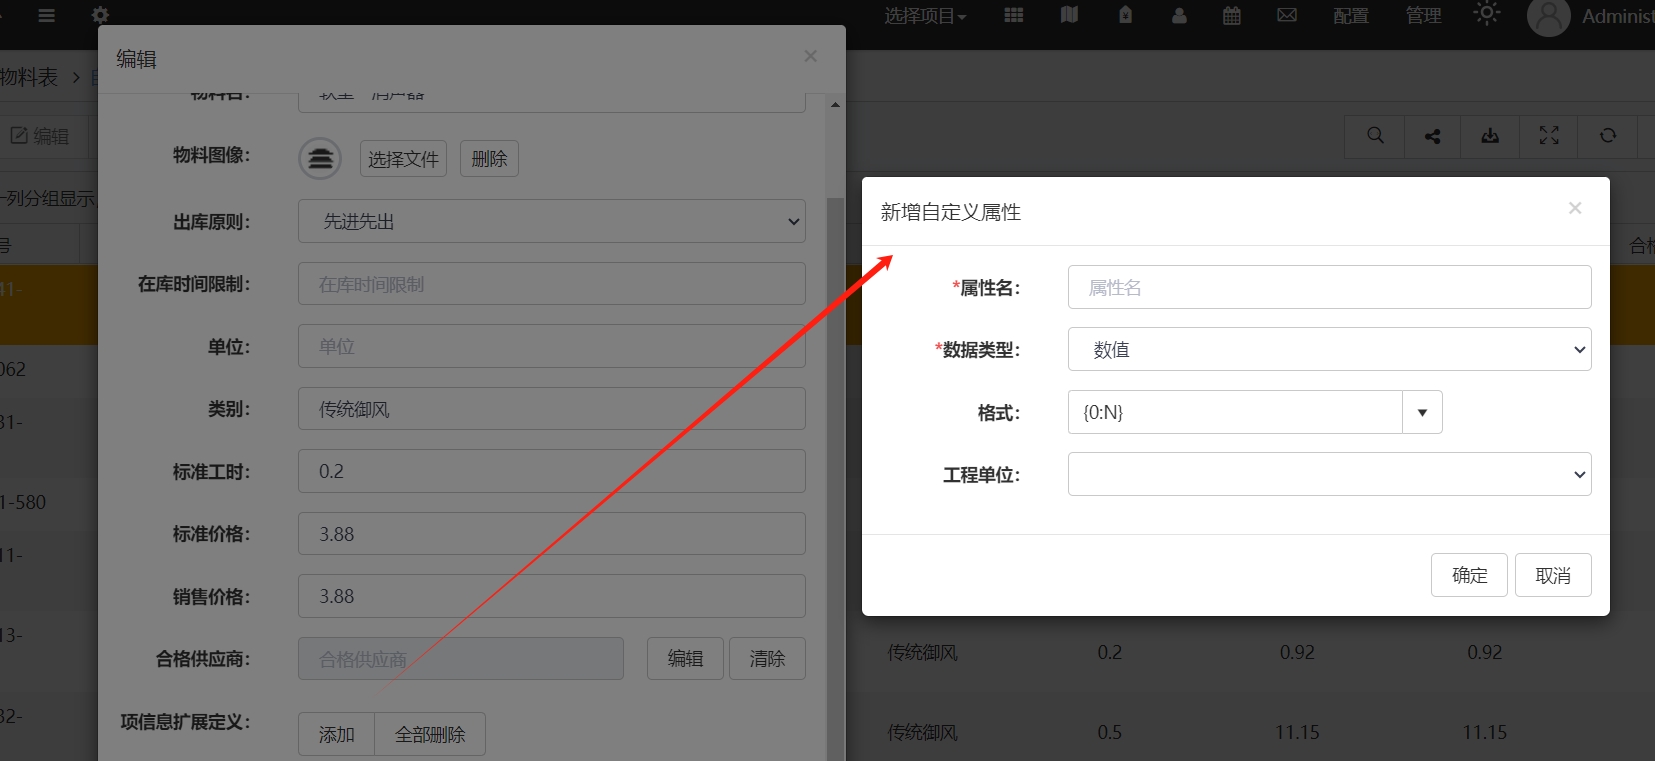 选择项目
配置
管理
Administ
物料表
编辑
×
物料名:
编辑
物料图像:
选择文件
删除
列分组显示
新增自定义属性
×
出库原则:
先进先出
号
合格
在库时间限制:
在库时间限制
41-
*属性名:
属性名
单位:
单位
062
*数据类型:
数值
类别:
传统御风
31-
格式:
{0:N}
标准工时:
0.2
工程单位:
1-580
标准价格:
3.88
11-
确定
取消
销售价格:
3.88
13-
合格供应商:
合格供应商
编辑
清除
传统御风
0.2
0.92
0.92
32-
项信息扩展定义:
添加
全部删除
传统御风
0.5
11.15
11.15